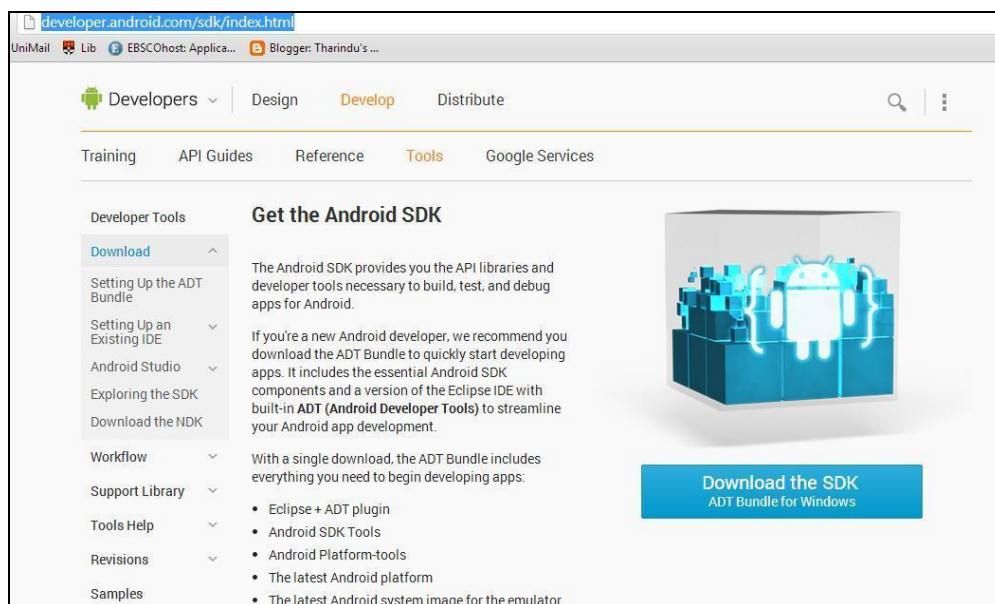 developer.android.com/sdk/index.html
UniMail Lib EBSCOhost: Applica... Blogger: Tharindu's ...
Developers Design Develop Distribute
Training API Guides Reference Tools Google Services
Developer Tools
Download
Setting Up the ADT
Bundle
Setting Up an
Existing IDE
Android Studio
Exploring the SDK
Download the NDK
Workflow
Support Library
Tools Help
Revisions
Samples
Get the Android SDK
The Android SDK provides you the API libraries and
developer tools necessary to build, test, and debug
apps for Android.
If you're a new Android developer, we recommend you
download the ADT Bundle to quickly start developing
apps. It includes the essential Android SDK
components and a version of the Eclipse IDE with
built-in ADT (Android Developer Tools) to streamline
your Android app development.
With a single download, the ADT Bundle includes
everything you need to begin developing apps:
• Eclipse + ADT plugin
• Android SDK Tools
• Android Platform-tools
• The latest Android platform
• The latest Android system image for the emulator
{ }
Download the SDK
ADT Bundle for Windows